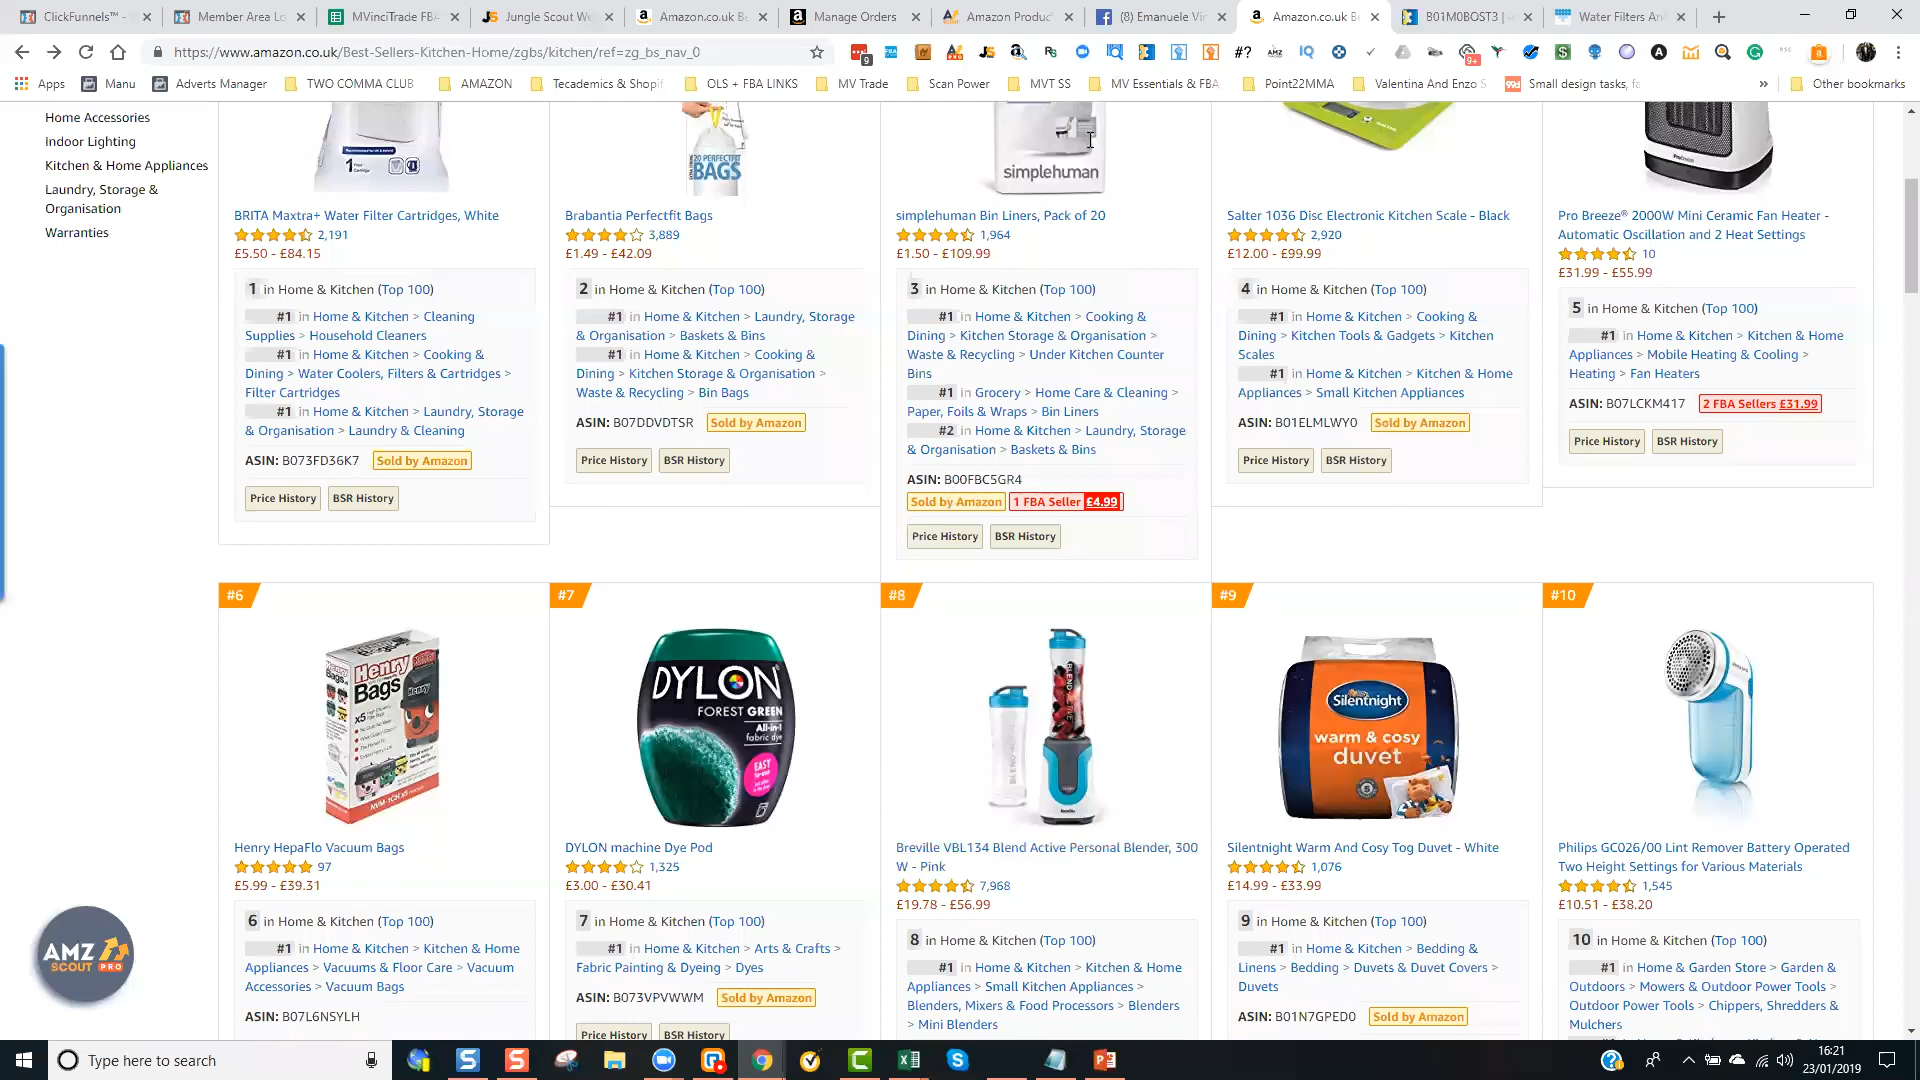 ClickFunnels™ -
Member Area Lo
MVinciTrade FBA
Jungle Scout We
Amazon.co.uk Be
Manage Orders
Amazon Produc
(8) Emanuele Vin
Amazon.co.uk Be
B01M0BOST3 |
Water Filters An
https://www.amazon.co.uk/Best-Sellers-Kitchen-Home/zgbs/kitchen/ref=zg_bs_nav_0
Apps
Manu
Adverts Manager
TWO COMMA CLUB
AMAZON
Tecademics & Shopif
OLS + FBA LINKS
MV Trade
Scan Power
MVT SS
MV Essentials & FBA
Point22MMA
Valentina And Enzo S
Small design tasks, fa
Other bookmarks
Home Accessories
Indoor Lighting
Kitchen & Home Appliances
Laundry, Storage &
Organisation
Warranties
20 PERFECTFIT
BAGS
simplehuman
BRITA Maxtra+ Water Filter Cartridges, White
2,191
£5.50 - £84.15
1 in Home & Kitchen (Top 100)
#1 in Home & Kitchen > Cleaning
Supplies > Household Cleaners
#1 in Home & Kitchen > Cooking &
Dining > Water Coolers, Filters & Cartridges >
Filter Cartridges
#1 in Home & Kitchen > Laundry, Storage
& Organisation > Laundry & Cleaning
ASIN: B073FD36K7 Sold by Amazon
Price History BSR History
Brabantia Perfectfit Bags
3,889
£1.49 - £42.09
2 in Home & Kitchen (Top 100)
#1 in Home & Kitchen > Laundry, Storage
& Organisation > Baskets & Bins
#1 in Home & Kitchen > Cooking &
Dining > Kitchen Storage & Organisation >
Waste & Recycling > Bin Bags
ASIN: B07DDVDTSR Sold by Amazon
Price History BSR History
simplehuman Bin Liners, Pack of 20
1,964
£1.50 - £109.99
3 in Home & Kitchen (Top 100)
#1 in Home & Kitchen > Cooking &
Dining > Kitchen Storage & Organisation >
Waste & Recycling > Under Kitchen Counter
Bins
#1 in Grocery > Home Care & Cleaning >
Paper, Foils & Wraps > Bin Liners
#2 in Home & Kitchen > Laundry, Storage
& Organisation > Baskets & Bins
ASIN: B00FBC5GR4
Sold by Amazon 1 FBA Seller £4.99
Price History BSR History
Salter 1036 Disc Electronic Kitchen Scale - Black
2,920
£12.00 - £99.99
4 in Home & Kitchen (Top 100)
#1 in Home & Kitchen > Cooking &
Dining > Kitchen Tools & Gadgets > Kitchen
Scales
#1 in Home & Kitchen > Kitchen & Home
Appliances > Small Kitchen Appliances
ASIN: B01ELMLWY0 Sold by Amazon
Price History BSR History
Pro Breeze® 2000W Mini Ceramic Fan Heater -
Automatic Oscillation and 2 Heat Settings
10
£31.99 - £55.99
5 in Home & Kitchen (Top 100)
#1 in Home & Kitchen > Kitchen & Home
Appliances > Mobile Heating & Cooling >
Heating > Fan Heaters
ASIN: B07LCKM417 2 FBA Sellers £31.99
Price History BSR History
#6
Henry
Bags
Henry HepaFlo Vacuum Bags
97
£5.99 - £39.31
6 in Home & Kitchen (Top 100)
#1 in Home & Kitchen > Kitchen & Home
Appliances > Vacuums & Floor Care > Vacuum
Accessories > Vacuum Bags
ASIN: B07L6NSYLH
#7
DYLON
FOREST GREEN
All-in-1
fabric dye
EASY
DYLON machine Dye Pod
1,325
£3.00 - £30.41
7 in Home & Kitchen (Top 100)
#1 in Home & Kitchen > Arts & Crafts >
Fabric Painting & Dyeing > Dyes
ASIN: B073VPVWWM Sold by Amazon
Price History BSR History
#8
Breville VBL134 Blend Active Personal Blender, 300
W - Pink
7,968
£19.78 - £56.99
8 in Home & Kitchen (Top 100)
#1 in Home & Kitchen > Kitchen & Home
Appliances > Small Kitchen Appliances >
Blenders, Mixers & Food Processors > Blenders
> Mini Blenders
#9
Silentnight
warm & cosy
duvet
Silentnight Warm And Cosy Tog Duvet - White
1,076
£14.99 - £33.99
9 in Home & Kitchen (Top 100)
#1 in Home & Kitchen > Bedding &
Linens > Bedding > Duvets & Duvet Covers >
Duvets
ASIN: B01N7GPED0 Sold by Amazon
#10
Philips GC026/00 Lint Remover Battery Operated
Two Height Settings for Various Materials
1,545
£10.51 - £38.20
10 in Home & Kitchen (Top 100)
#1 in Home & Garden Store > Garden &
Outdoors > Mowers & Outdoor Power Tools >
Outdoor Power Tools > Chippers, Shredders &
Mulchers
AMZ
SCOUT PRO
Type here to search
16:21
23/01/2019